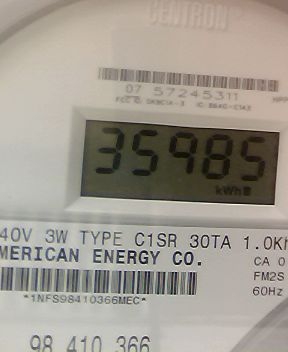 CENTRON
07 57245311
35985
kWh
40V 3W TYPE C1SR 30TA 1.0Kh
MERICAN ENERGY CO.
CA 0
FM2S
60Hz
*1NFS98410366MEC*
98 410 366